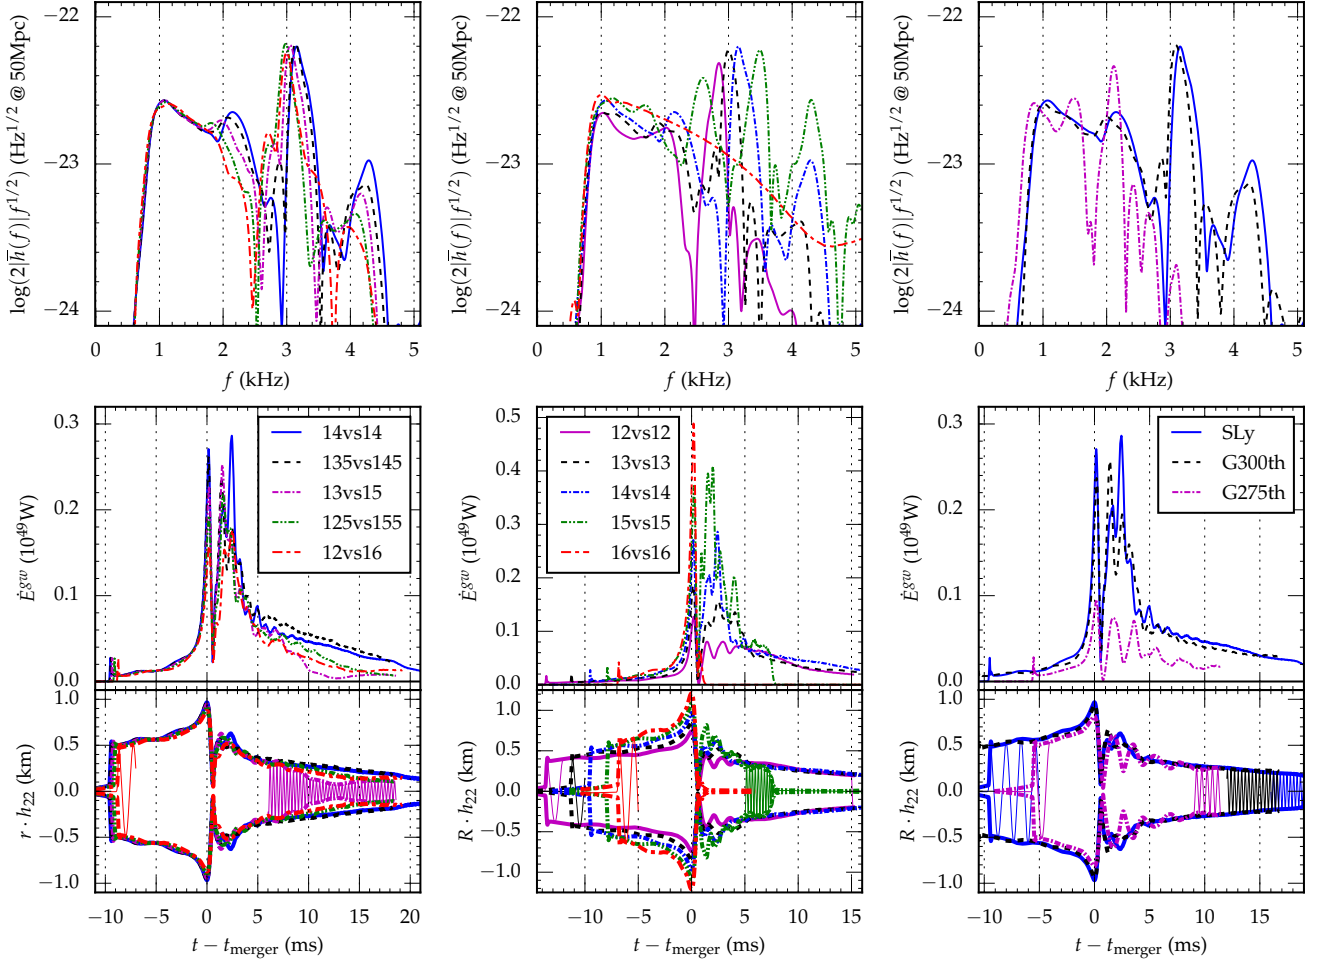 −22
−23
−24
log(2|h̅(f)|f^{1/2}) (Hz^{1/2} @ 50Mpc)
0 1 2 3 4 5
f (kHz)
−22
−23
−24
log(2|h̅(f)|f^{1/2}) (Hz^{1/2} @ 50Mpc)
0 1 2 3 4 5
f (kHz)
−22
−23
−24
log(2|h̅(f)|f^{1/2}) (Hz^{1/2} @ 50Mpc)
0 1 2 3 4 5
f (kHz)
0.3
0.2
0.1
0.0
Ė^{gw} (10^{49}W)
14vs14
135vs145
13vs15
125vs155
12vs16
0.5
0.4
0.3
0.2
0.1
0.0
Ė^{gw} (10^{49}W)
12vs12
13vs13
14vs14
15vs15
16vs16
0.3
0.2
0.1
0.0
Ė^{gw} (10^{49}W)
SLy
G300th
G275th
1.0
0.5
0.0
−0.5
−1.0
r · h_{22} (km)
−10 −5 0 5 10 15 20
t − t_{merger} (ms)
1.0
0.5
0.0
−0.5
−1.0
R · h_{22} (km)
−10 −5 0 5 10 15
t − t_{merger} (ms)
1.0
0.5
0.0
−0.5
−1.0
R · h_{22} (km)
−10 −5 0 5 10 15
t − t_{merger} (ms)